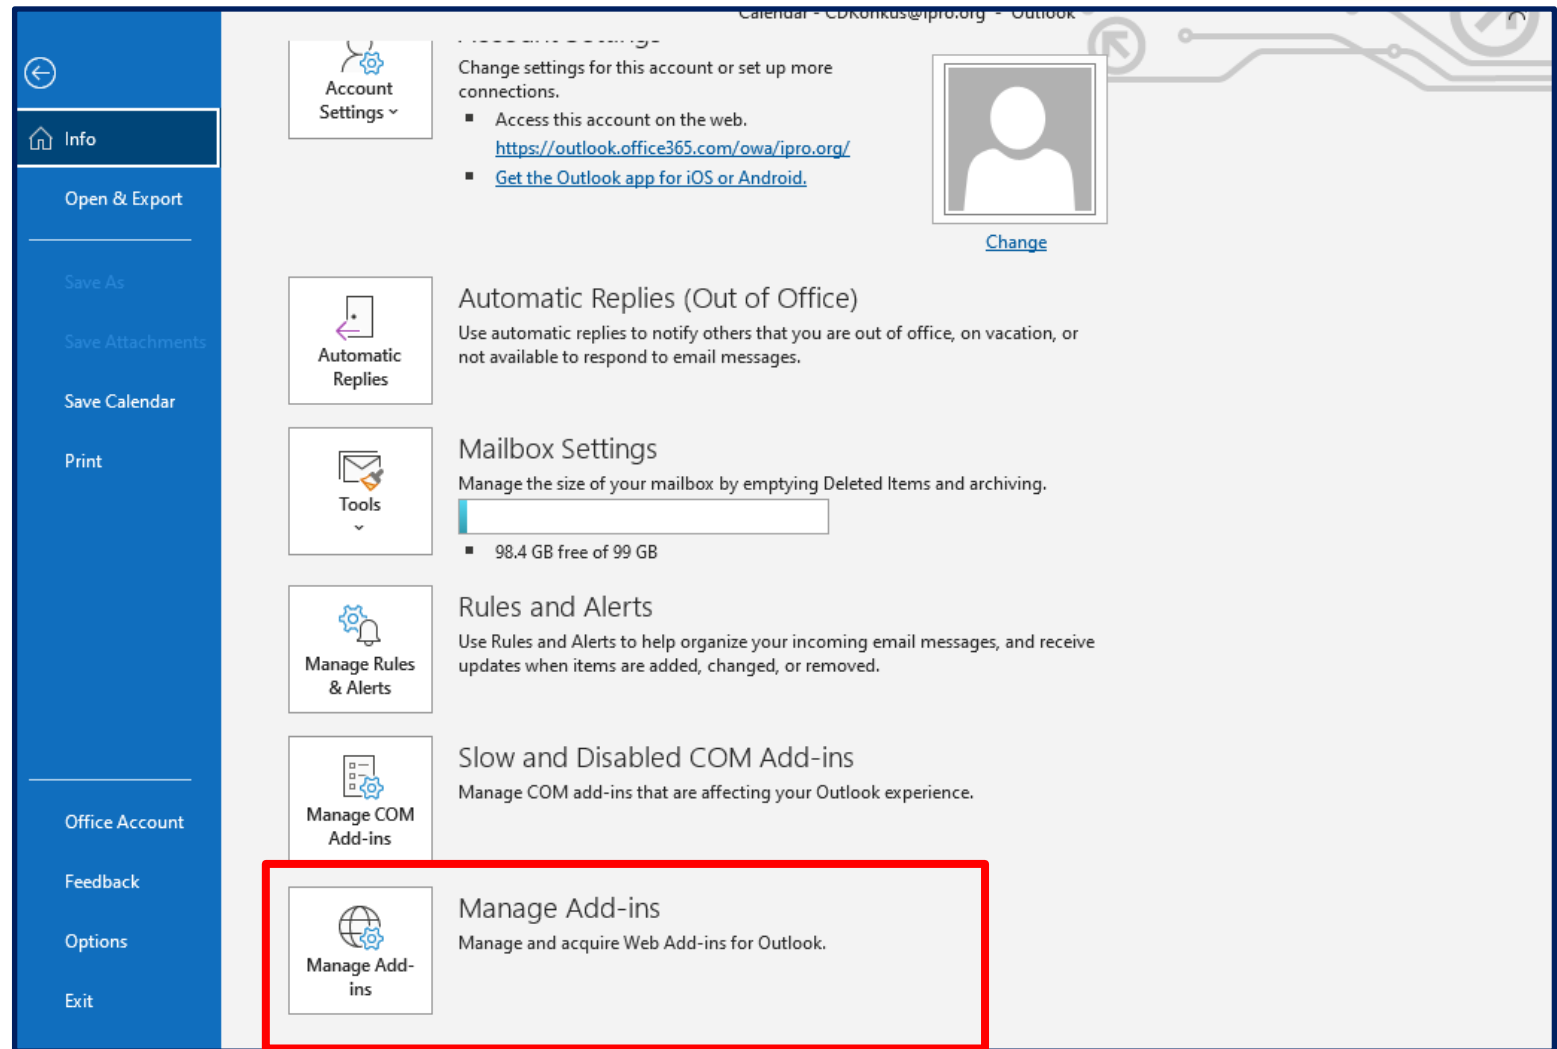 Calendar - CDKonkus@ipro.org - Outlook
Account Settings
Change settings for this account or set up more
connections.
Access this account on the web.
https://outlook.office365.com/owa/ipro.org/
Get the Outlook app for iOS or Android.
Account
Settings
Change
Info
Open & Export
Save As
Save Attachments
Save Calendar
Print
Office Account
Feedback
Options
Exit
Automatic
Replies
Automatic Replies (Out of Office)
Use automatic replies to notify others that you are out of office, on vacation, or
not available to respond to email messages.
Tools
Mailbox Settings
Manage the size of your mailbox by emptying Deleted Items and archiving.
98.4 GB free of 99 GB
Manage Rules
& Alerts
Rules and Alerts
Use Rules and Alerts to help organize your incoming email messages, and receive
updates when items are added, changed, or removed.
Manage COM
Add-ins
Slow and Disabled COM Add-ins
Manage COM add-ins that are affecting your Outlook experience.
Manage Add-
ins
Manage Add-ins
Manage and acquire Web Add-ins for Outlook.